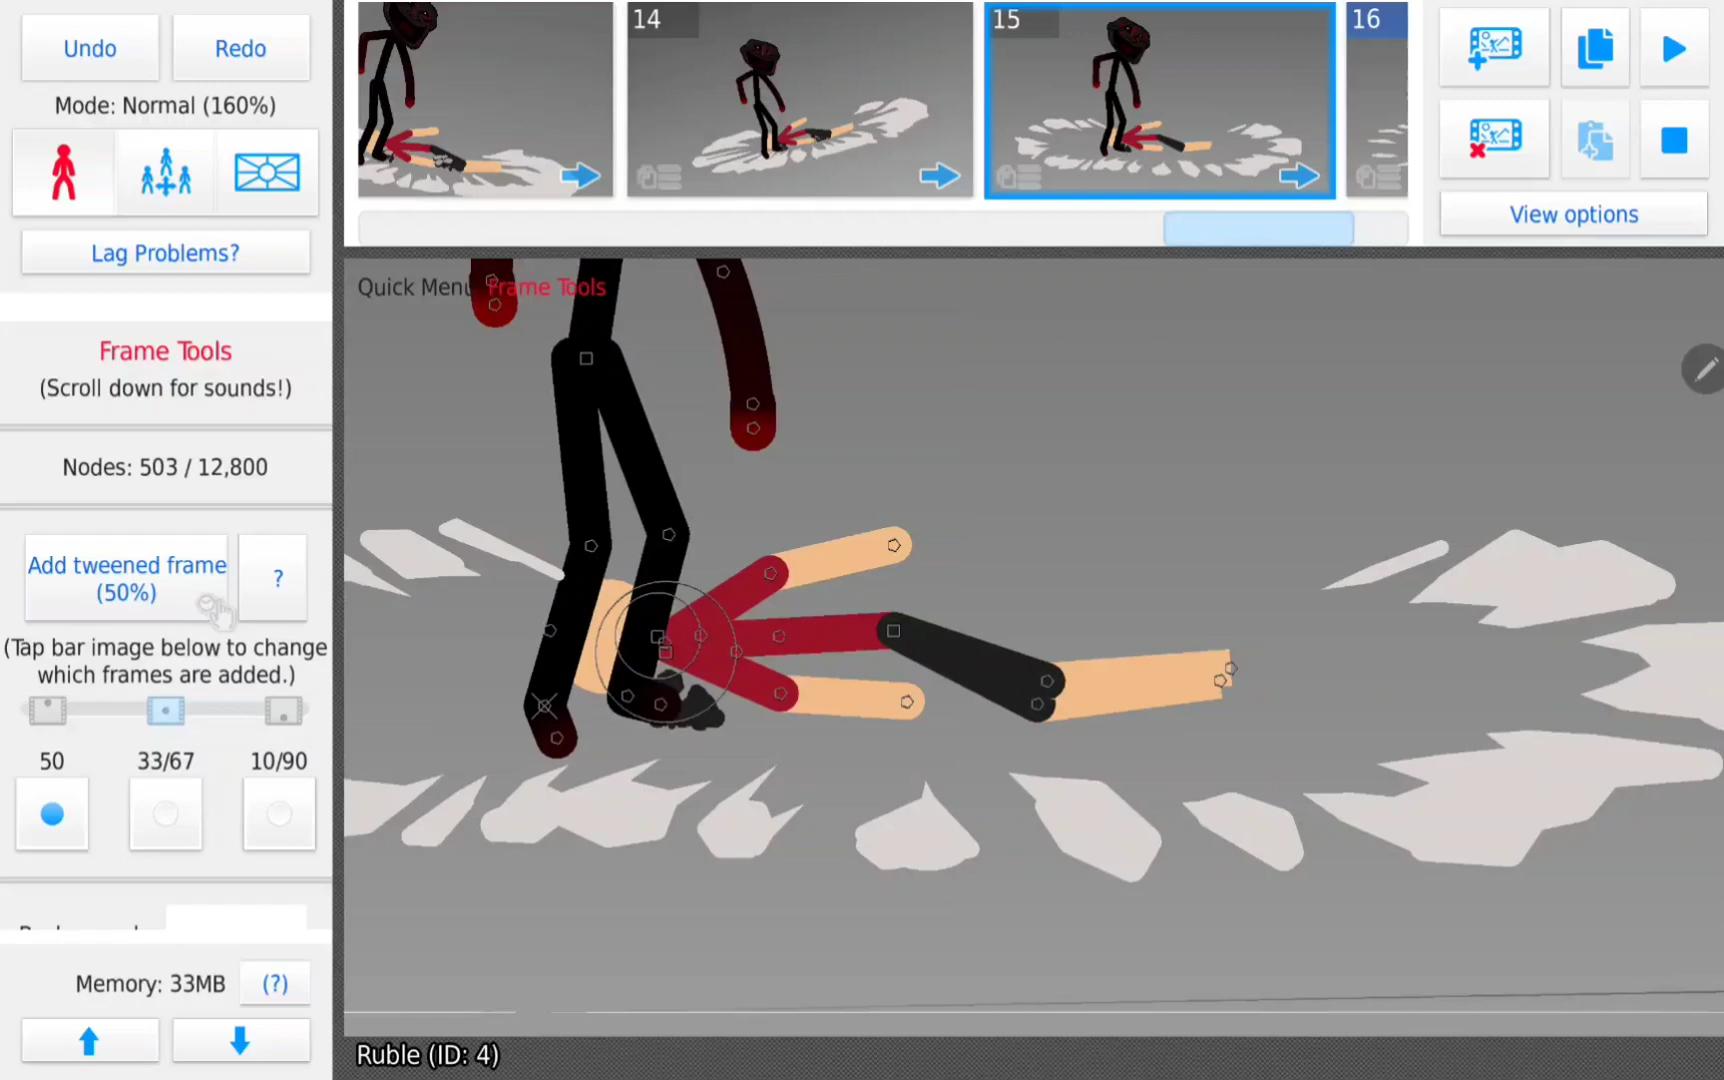 Undo
Redo
Mode: Normal (160%)
Lag Problems?
Frame Tools
(Scroll down for sounds!)
Nodes: 503 / 12,800
Add tweened frame
(50%)
?
(Tap bar image below to change
which frames are added.)
50
33/67
10/90
Memory: 33MB
(?)
14
15
16
View options
Quick Menu
Frame Tools
Ruble (ID: 4)